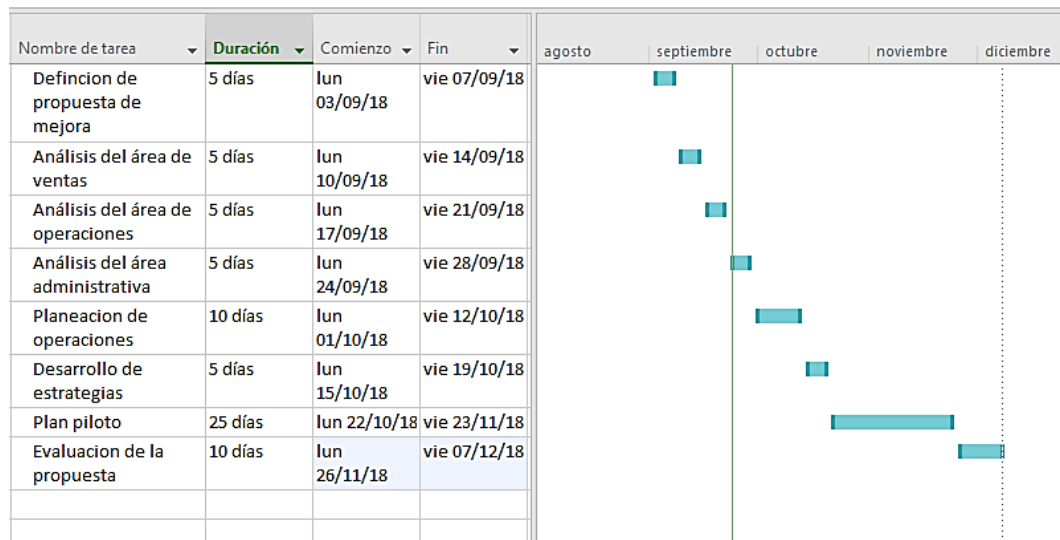 Nombre de tarea Duración Comienzo Fin agosto septiembre octubre noviembre diciembre
Defincion de propuesta de mejora 5 días lun 03/09/18 vie 07/09/18
Análisis del área de ventas 5 días lun 10/09/18 vie 14/09/18
Análisis del área de operaciones 5 días lun 17/09/18 vie 21/09/18
Análisis del área administrativa 5 días lun 24/09/18 vie 28/09/18
Planeacion de operaciones 10 días lun 01/10/18 vie 12/10/18
Desarrollo de estrategias 5 días lun 15/10/18 vie 19/10/18
Plan piloto 25 días lun 22/10/18 vie 23/11/18
Evaluacion de la propuesta 10 días lun 26/11/18 vie 07/12/18